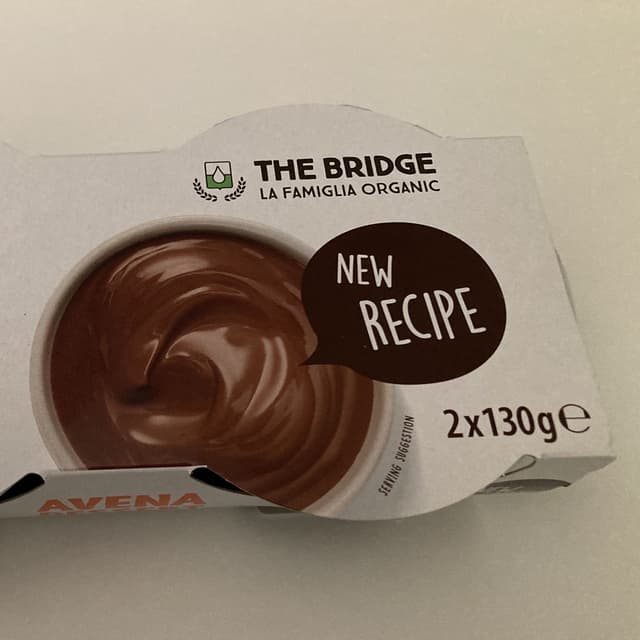 THE BRIDGE
LA FAMIGLIA ORGANIC
NEW
RECIPE
2x130g℮
SERVING SUGGESTION
AVENA